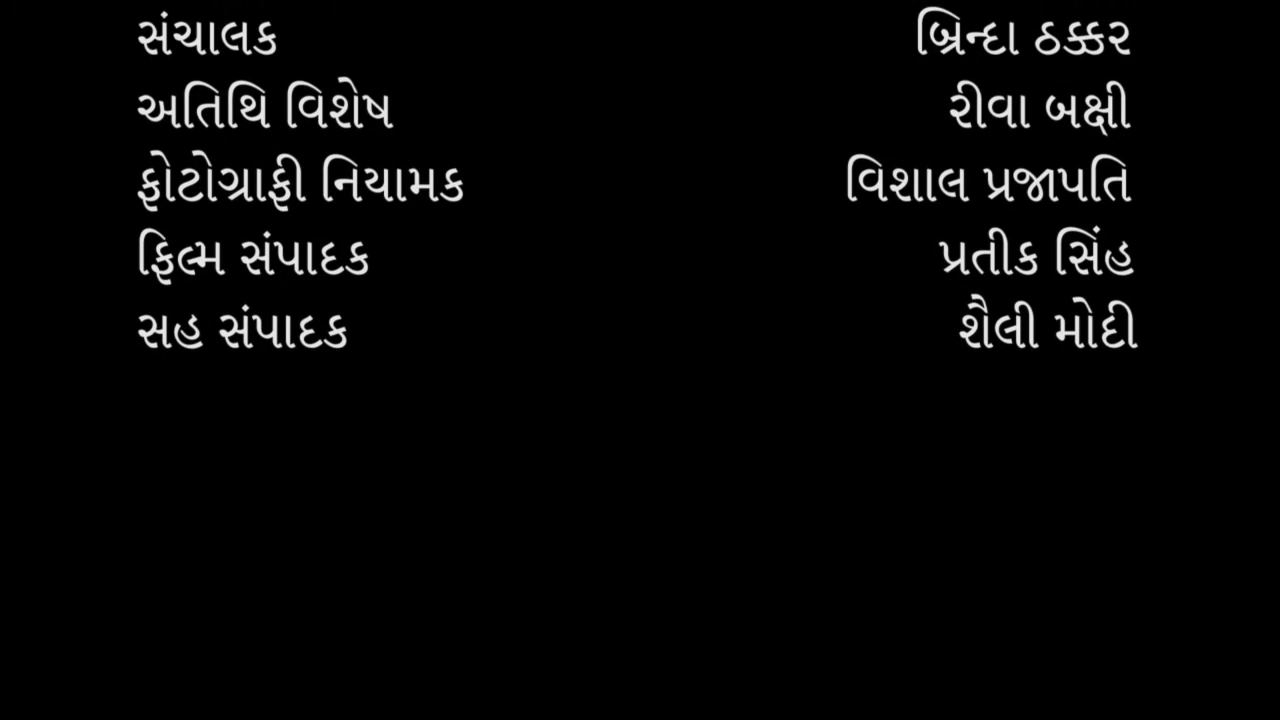 સંચાલક બ્રિન્દા ઠક્કર
અતિથિ વિશેષ રીવા બક્ષી
ફોટોગ્રાફી નિયામક વિશાલ પ્રજાપતિ
ફિલ્મ સંપાદક પ્રતીક સિંહ
સહ સંપાદક શૈલી મોદી